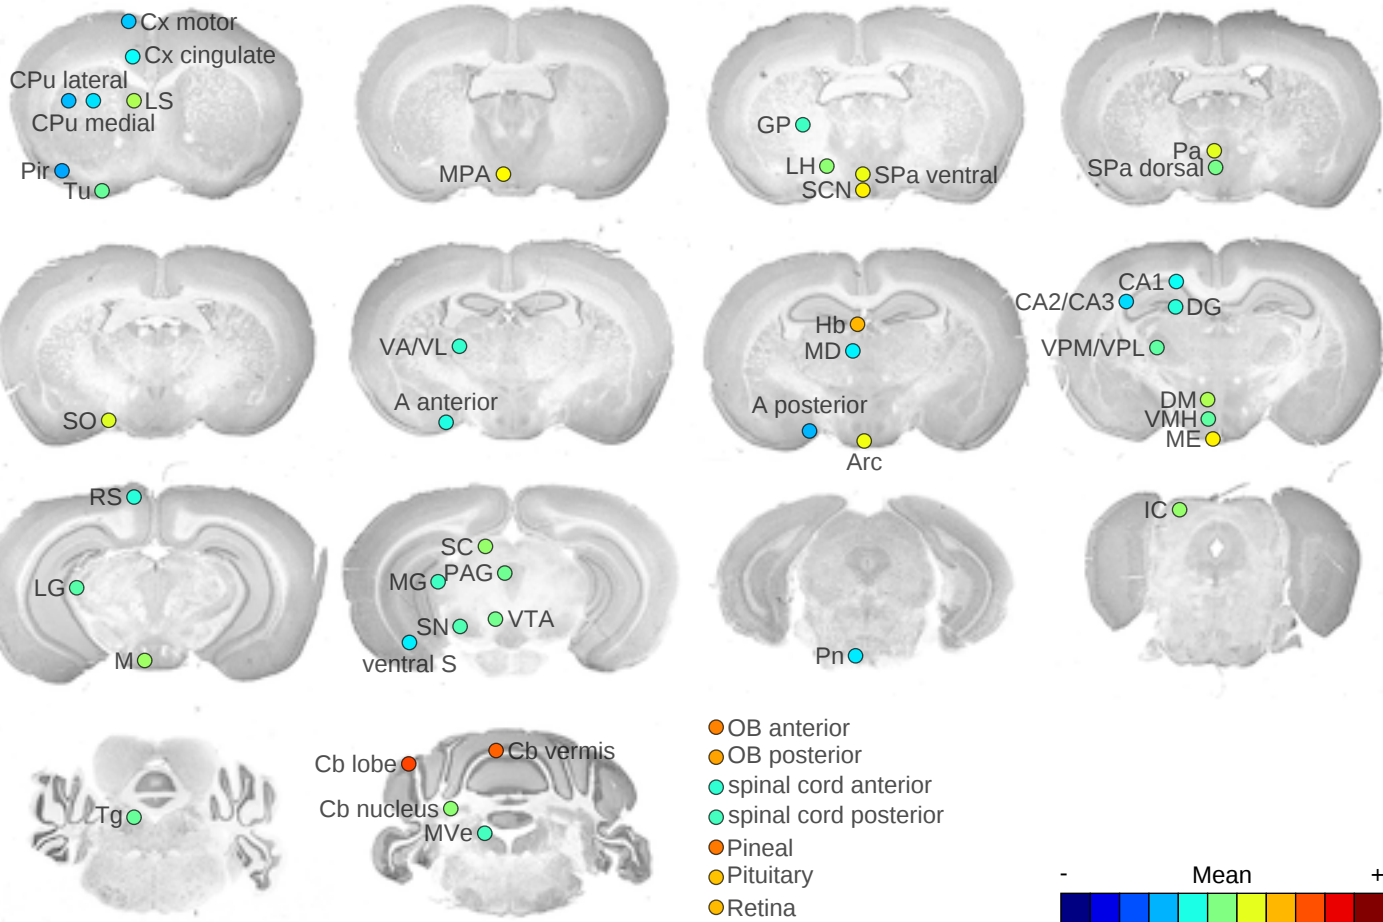 Cx motor
Cx cingulate
CPu lateral
LS
CPu medial
Pir
Tu
MPA
GP
LH
SPa ventral
SCN
Pa
SPa dorsal
SO
VA/VL
A anterior
Hb
MD
A posterior
Arc
CA1
CA2/CA3
DG
VPM/VPL
DM
VMH
ME
RS
LG
M
SC
PAG
MG
VTA
SN
ventral S
Pn
IC
Tg
Cb lobe
Cb vermis
Cb nucleus
MVe
OB anterior
OB posterior
spinal cord anterior
spinal cord posterior
Pineal
Pituitary
Retina
- Mean +